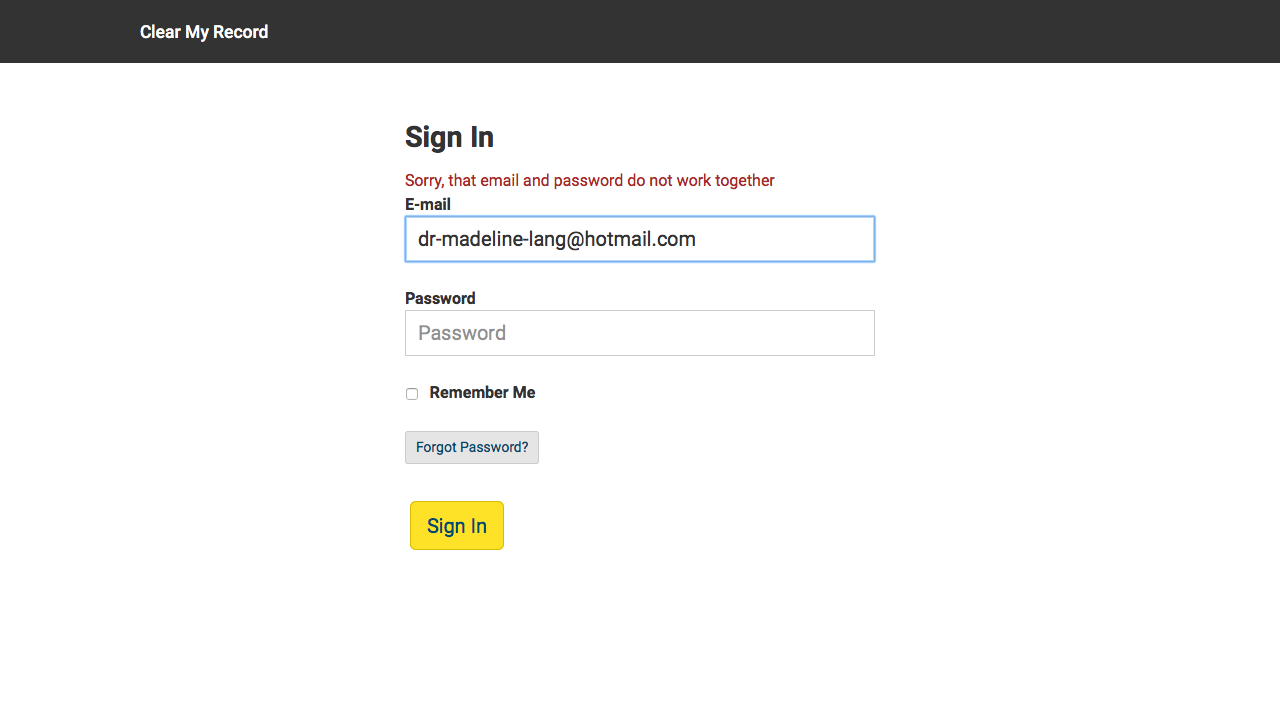 Clear My Record
Sign In
Sorry, that email and password do not work together
E-mail
dr-madeline-lang@hotmail.com
Password
Password
Remember Me
Forgot Password?
Sign In